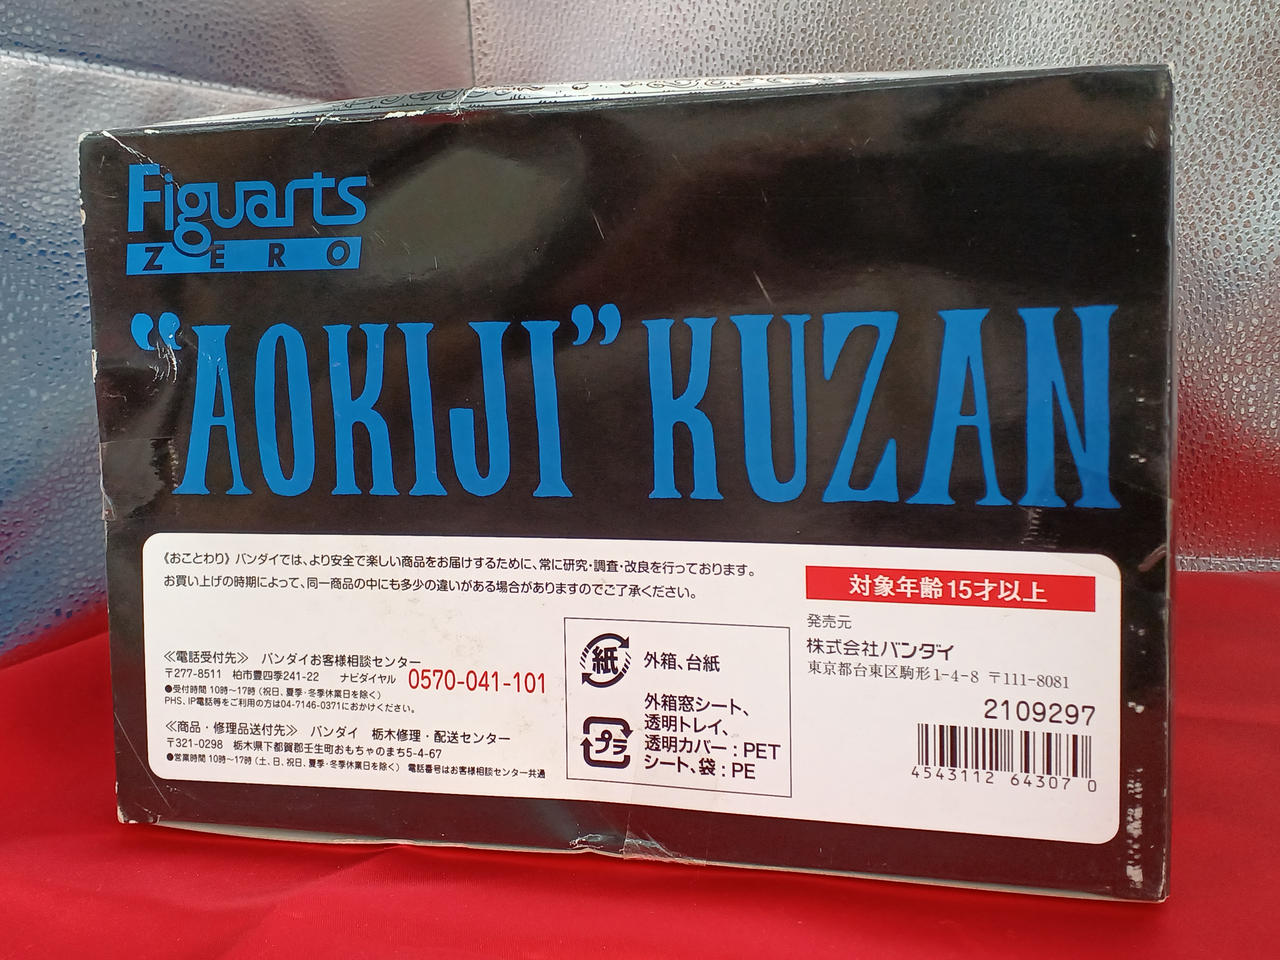 Figuarts
ZERO
“AOKIJI” KUZAN
《おことわり》バンダイでは、より安全で楽しい商品をお届けするために、常に研究・調査・改良を行っております。
お買い上げの時期によって、同一商品の中にも多少の違いがある場合がありますのでご了承ください。
≪電話受付先≫ バンダイお客様相談センター
〒277-8511 柏市豊四季241-22 ナビダイヤル 0570-041-101
●受付時間 10時〜17時(祝日、夏季・冬季休業日を除く)
PHS、IP電話等をご利用の方は04-7146-0371におかけください。
≪商品・修理品送付先≫ バンダイ 栃木修理・配送センター
〒321-0298 栃木県下都賀郡壬生町おもちゃのまち5-4-67
●営業時間 10時〜17時(土、日、祝日、夏季・冬季休業日を除く) 電話番号はお客様相談センター共通
紙
外箱、台紙
プラ
外箱窓シート、
透明トレイ、
透明カバー:PET
シート、袋:PE
対象年齢15才以上
発売元
株式会社バンダイ
東京都台東区駒形1-4-8 〒111-8081
2109297
4543112 64307 0